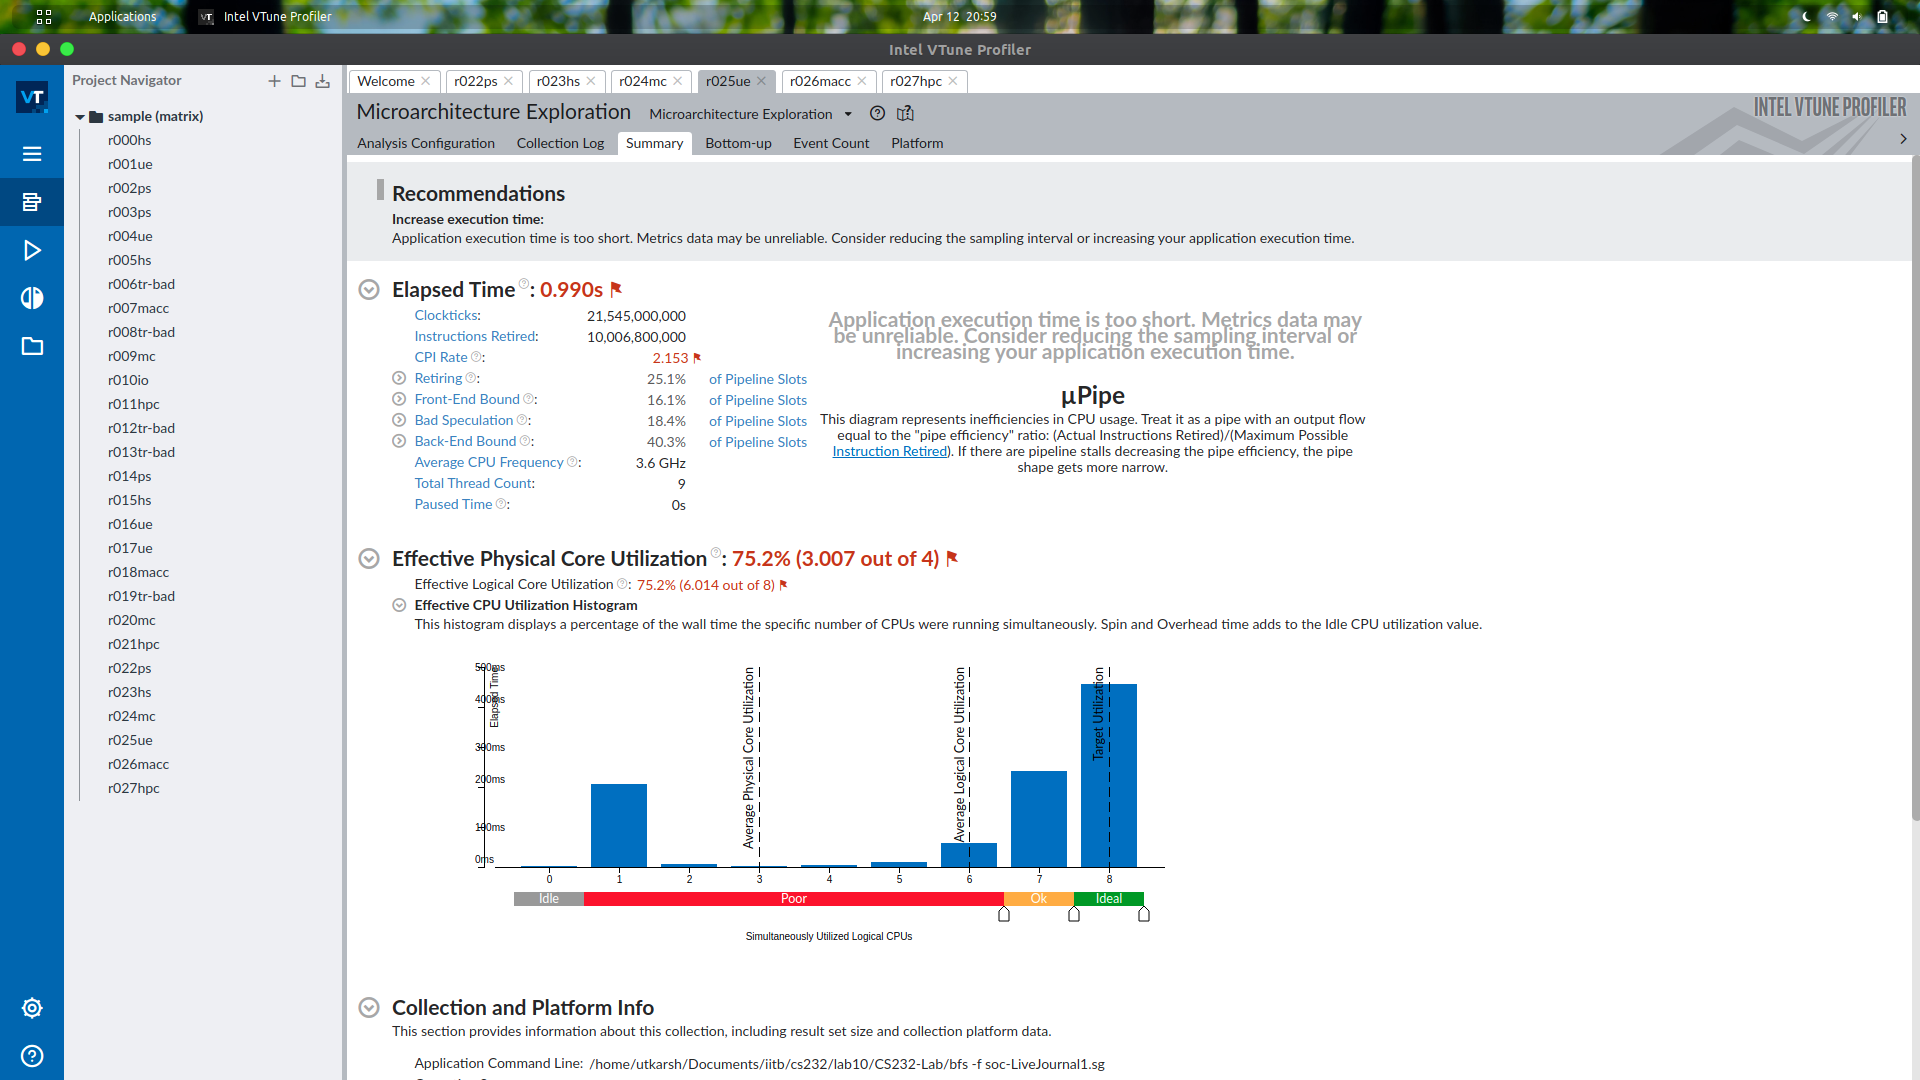 Applications
Intel VTune Profiler
Apr 12 20:59
Intel VTune Profiler
Project Navigator
VT
sample (matrix)
r000hs
r001ue
r002ps
r003ps
r004ue
r005hs
r006tr-bad
r007macc
r008tr-bad
r009mc
r010io
r011hpc
r012tr-bad
r013tr-bad
r014ps
r015hs
r016ue
r017ue
r018macc
r019tr-bad
r020mc
r021hpc
r022ps
r023hs
r024mc
r025ue
r026macc
r027hpc
Welcome
r022ps
r023hs
r024mc
r025ue
r026macc
r027hpc
Microarchitecture Exploration
Microarchitecture Exploration
INTEL VTUNE PROFILER
Analysis Configuration
Collection Log
Summary
Bottom-up
Event Count
Platform
Recommendations
Increase execution time:
Application execution time is too short. Metrics data may be unreliable. Consider reducing the sampling interval or increasing your application execution time.
Elapsed Time : 0.990s
Clockticks: 21,545,000,000
Instructions Retired: 10,006,800,000
CPI Rate : 2.153
Retiring : 25.1% of Pipeline Slots
Front-End Bound : 16.1% of Pipeline Slots
Bad Speculation : 18.4% of Pipeline Slots
Back-End Bound : 40.3% of Pipeline Slots
Average CPU Frequency : 3.6 GHz
Total Thread Count: 9
Paused Time : 0s
Application execution time is too short. Metrics data may
be unreliable. Consider reducing the sampling interval or
increasing your application execution time.
µPipe
This diagram represents inefficiencies in CPU usage. Treat it as a pipe with an output flow
equal to the "pipe efficiency" ratio: (Actual Instructions Retired)/(Maximum Possible
Instruction Retired). If there are pipeline stalls decreasing the pipe efficiency, the pipe
shape gets more narrow.
Effective Physical Core Utilization : 75.2% (3.007 out of 4)
Effective Logical Core Utilization : 75.2% (6.014 out of 8)
Effective CPU Utilization Histogram
This histogram displays a percentage of the wall time the specific number of CPUs were running simultaneously. Spin and Overhead time adds to the Idle CPU utilization value.
500ms
400ms
300ms
200ms
100ms
0ms
Elapsed Time
Average Physical Core Utilization
Average Logical Core Utilization
Target Utilization
0 1 2 3 4 5 6 7 8
Idle Poor Ok Ideal
Simultaneously Utilized Logical CPUs
Collection and Platform Info
This section provides information about this collection, including result set size and collection platform data.
Application Command Line: /home/utkarsh/Documents/iitb/cs232/lab10/CS232-Lab/bfs -f soc-LiveJournal1.sg